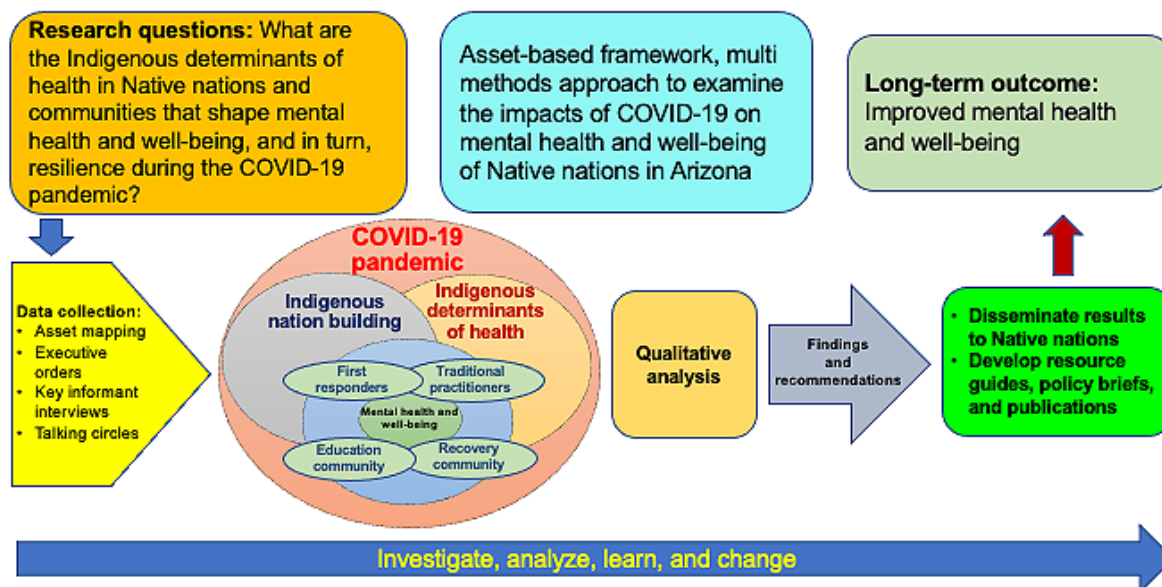 Research questions: What are
the Indigenous determinants of
health in Native nations and
communities that shape mental
health and well-being, and in turn,
resilience during the COVID-19
pandemic?
Asset-based framework, multi
methods approach to examine
the impacts of COVID-19 on
mental health and well-being
of Native nations in Arizona
Long-term outcome:
Improved mental health
and well-being
Data collection:
• Asset mapping
• Executive
orders
• Key informant
interviews
• Talking circles
COVID-19
pandemic
Indigenous
nation building
Indigenous
determinants
of health
First
responders
Traditional
practitioners
Mental health and
well-being
Education
community
Recovery
community
Qualitative
analysis
Findings
and
recommendations
• Disseminate results
to Native nations
• Develop resource
guides, policy briefs,
and publications
Investigate, analyze, learn, and change